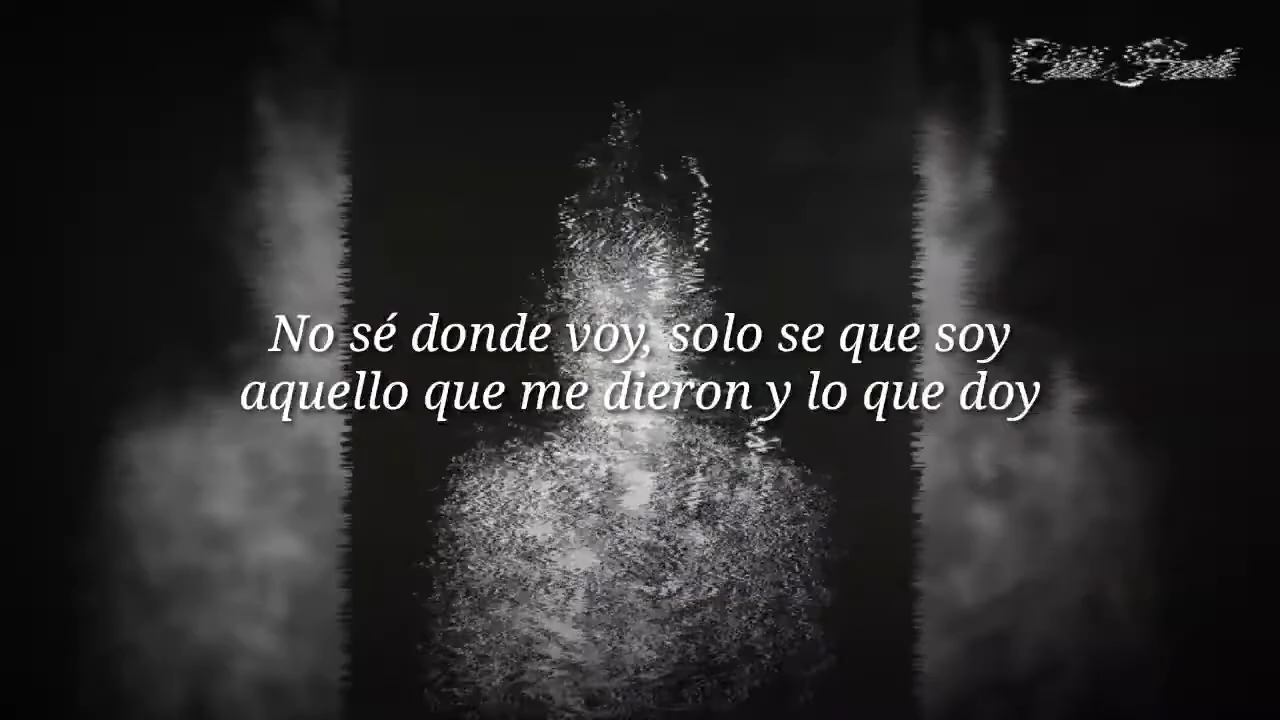 No sé donde voy, solo se que soy
aquello que me dieron y lo que doy